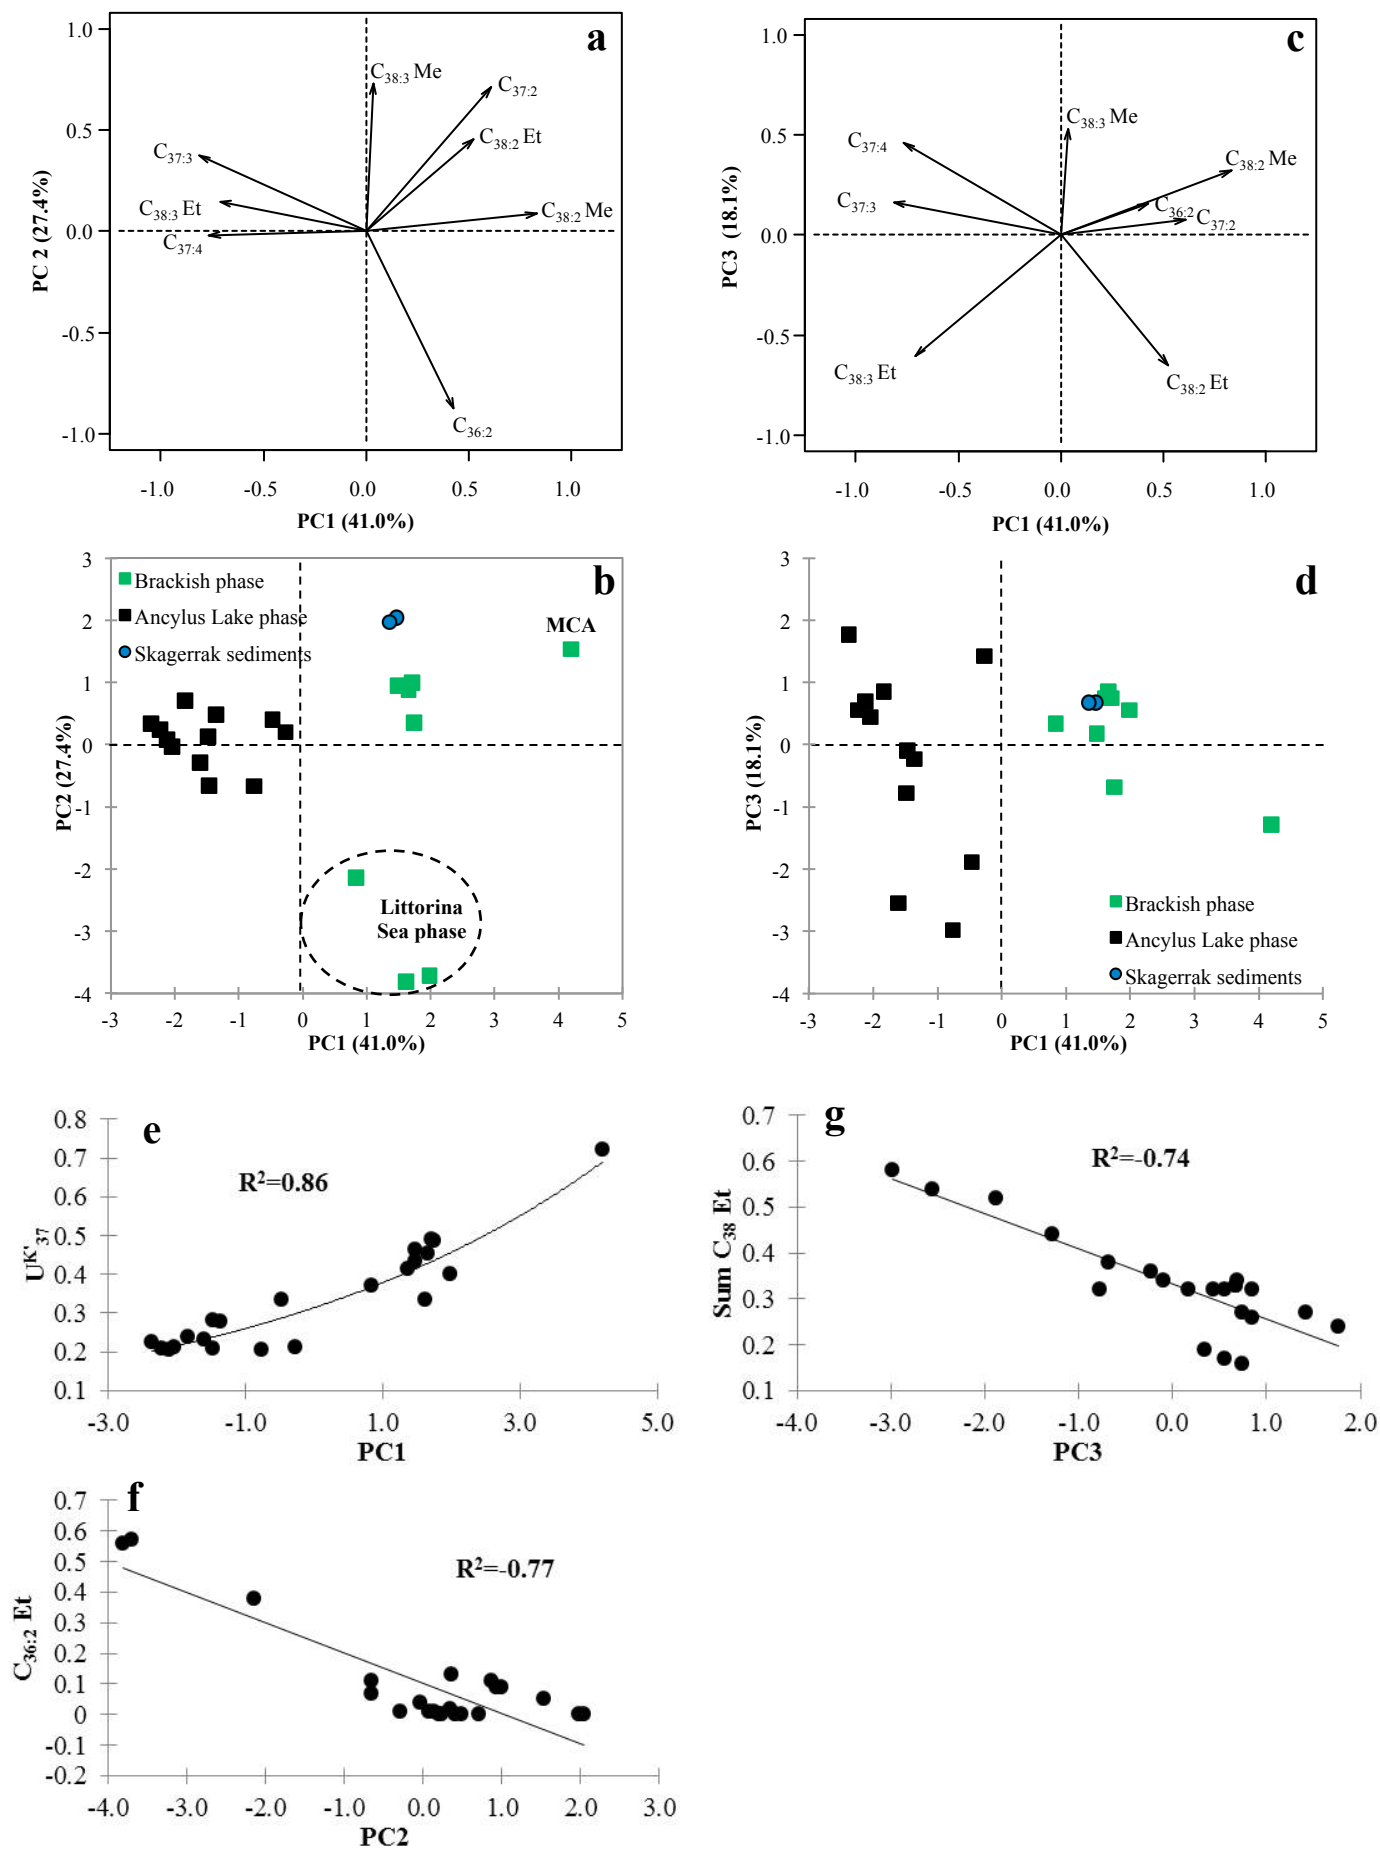 a
1.0
0.5
0.0
-0.5
-1.0
PC 2 (27.4%)
C38:3 Me
C37:2
C38:2 Et
C37:3
C38:3 Et
C38:2 Me
C37:4
C36:2
-1.0 -0.5 0.0 0.5 1.0
PC1 (41.0%)
c
1.0
0.5
0.0
-0.5
-1.0
PC3 (18.1%)
C38:3 Me
C37:4
C38:2 Me
C37:3
C36:2
C37:2
C38:3 Et
C38:2 Et
-1.0 -0.5 0.0 0.5 1.0
PC1 (41.0%)
b
3
2
1
0
-1
-2
-3
-4
PC2 (27.4%)
Brackish phase
Ancylus Lake phase
Skagerrak sediments
MCA
Littorina
Sea phase
-3 -2 -1 0 1 2 3 4 5
PC1 (41.0%)
d
3
2
1
0
-1
-2
-3
-4
PC3 (18.1%)
Brackish phase
Ancylus Lake phase
Skagerrak sediments
-3 -2 -1 0 1 2 3 4 5
PC1 (41.0%)
e
0.8
0.7
0.6
0.5
0.4
0.3
0.2
0.1
U^K'_37
R²=0.86
-3.0 -1.0 1.0 3.0 5.0
PC1
g
0.7
0.6
0.5
0.4
0.3
0.2
0.1
Sum C38 Et
R²=-0.74
-4.0 -3.0 -2.0 -1.0 0.0 1.0 2.0
PC3
f
0.7
0.6
0.5
0.4
0.3
0.2
0.1
0
-0.1
-0.2
C36:2 Et
R²=-0.77
-4.0 -3.0 -2.0 -1.0 0.0 1.0 2.0 3.0
PC2